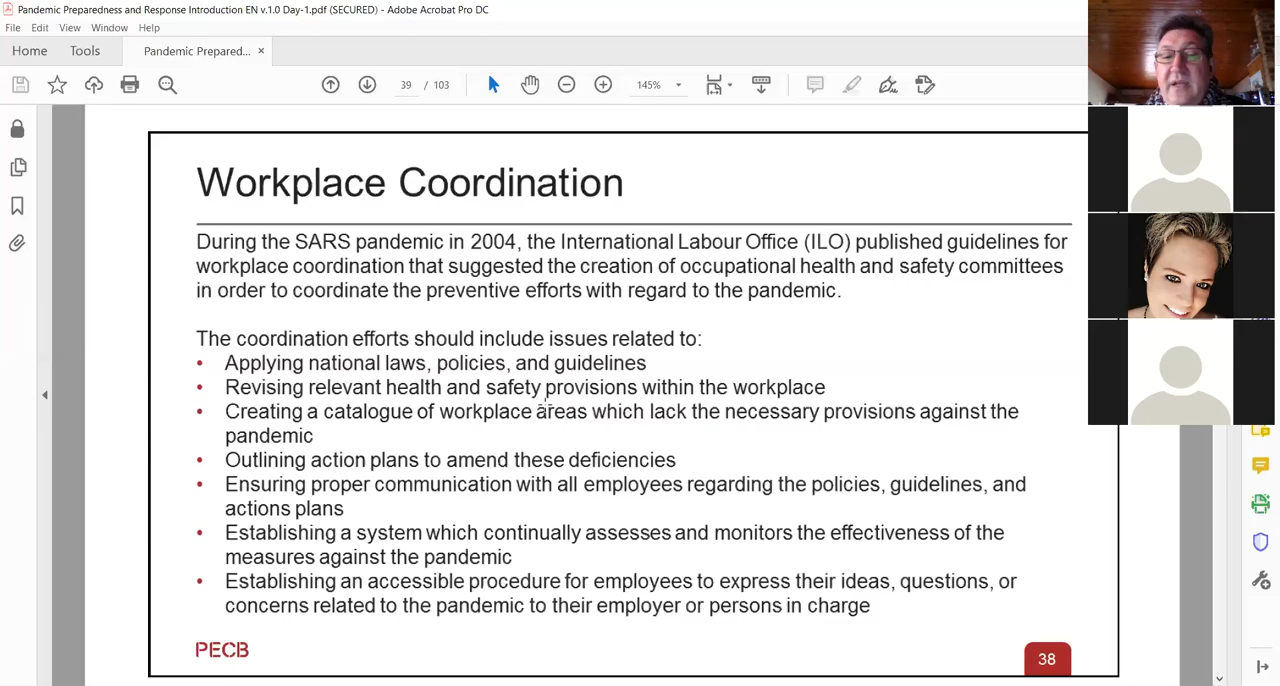 Pandemic Preparedness and Response Introduction EN v.1.0 Day-1.pdf (SECURED) - Adobe Acrobat Pro DC
File Edit View Window Help
Home Tools Pandemic Prepared... ×
39 / 103 145%
Workplace Coordination
During the SARS pandemic in 2004, the International Labour Office (ILO) published guidelines for
workplace coordination that suggested the creation of occupational health and safety committees
in order to coordinate the preventive efforts with regard to the pandemic.
The coordination efforts should include issues related to:
• Applying national laws, policies, and guidelines
• Revising relevant health and safety provisions within the workplace
• Creating a catalogue of workplace areas which lack the necessary provisions against the
pandemic
• Outlining action plans to amend these deficiencies
• Ensuring proper communication with all employees regarding the policies, guidelines, and
actions plans
• Establishing a system which continually assesses and monitors the effectiveness of the
measures against the pandemic
• Establishing an accessible procedure for employees to express their ideas, questions, or
concerns related to the pandemic to their employer or persons in charge
PECB
38